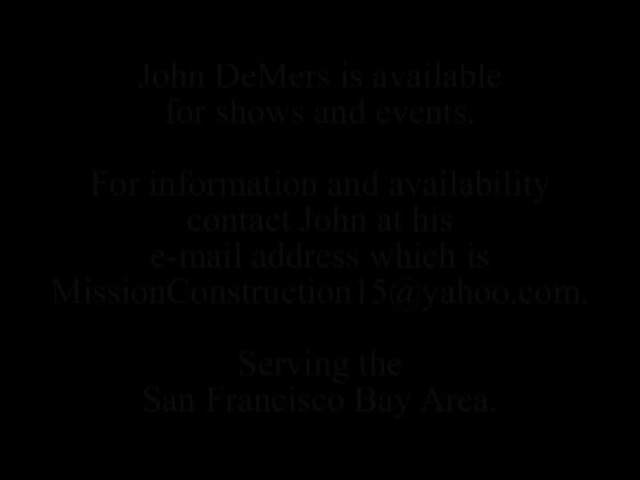 John DeMers is available
for shows and events.
For information and availability
contact John at his
e-mail address which is
MissionConstruction15@yahoo.com.
Serving the
San Francisco Bay Area.